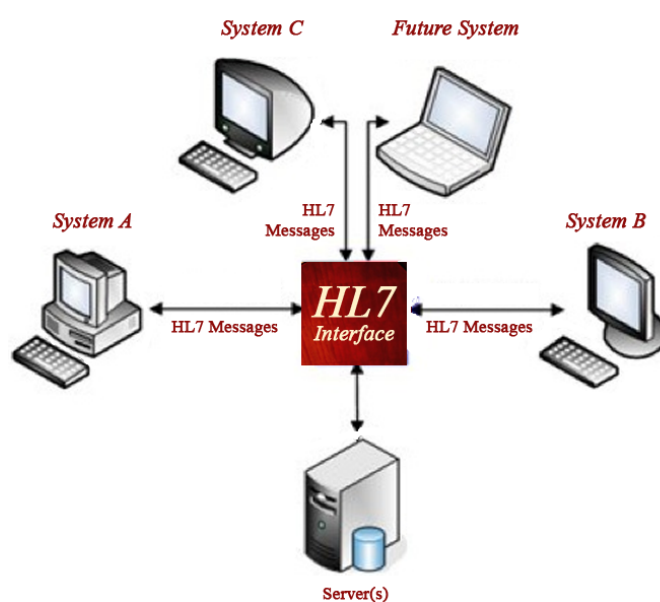 System C
Future System
HL7
Messages
HL7
Messages
System A
System B
HL7 Messages
HL7
Interface
HL7 Messages
Server(s)